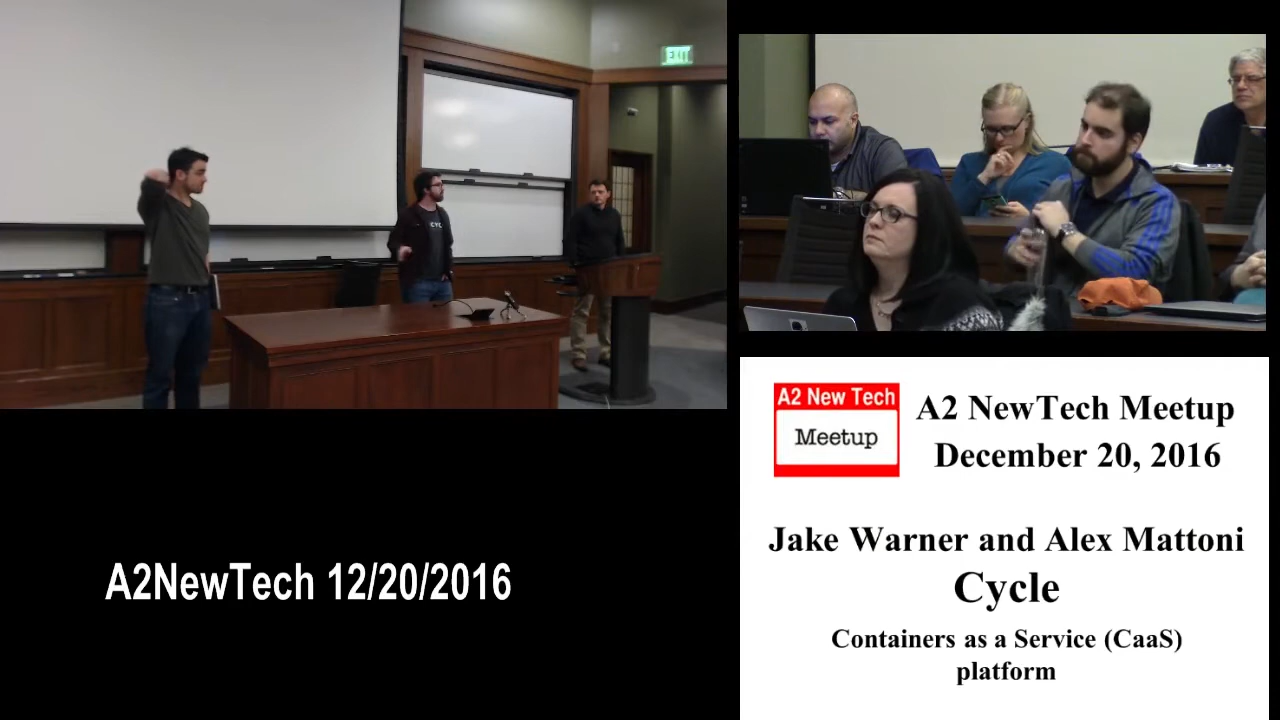 EXIT
CYC
A2 New Tech
Meetup
A2 NewTech Meetup
December 20, 2016
Jake Warner and Alex Mattoni
Cycle
Containers as a Service (CaaS)
platform
A2NewTech 12/20/2016